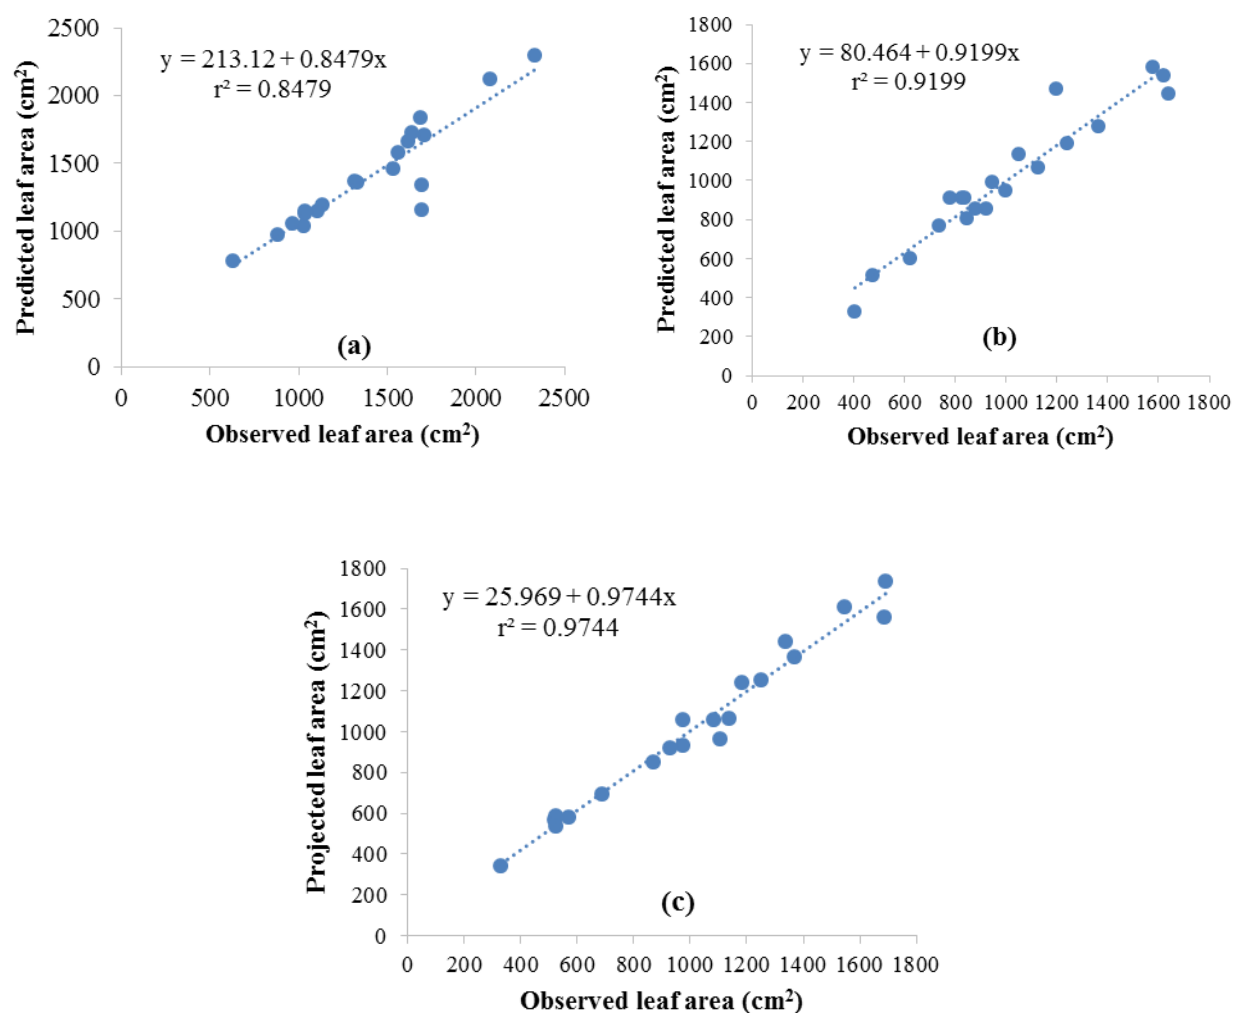 2500
2000
1500
1000
500
0
Predicted leaf area (cm²)
y = 213.12 + 0.8479x
r² = 0.8479
(a)
0 500 1000 1500 2000 2500
Observed leaf area (cm²)
1800
1600
1400
1200
1000
800
600
400
200
0
Predicted leaf area (cm²)
y = 80.464 + 0.9199x
r² = 0.9199
(b)
0 200 400 600 800 1000 1200 1400 1600 1800
Observed leaf area (cm²)
1800
1600
1400
1200
1000
800
600
400
200
0
Projected leaf area (cm²)
y = 25.969 + 0.9744x
r² = 0.9744
(c)
0 200 400 600 800 1000 1200 1400 1600 1800
Observed leaf area (cm²)